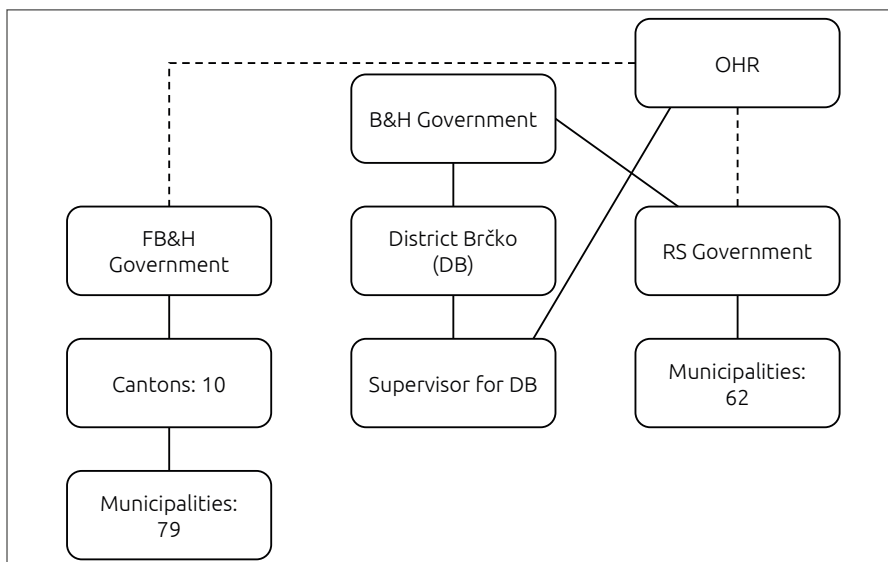 OHR
B&H Government
FB&H
Government
District Brčko
(DB)
RS Government
Cantons: 10
Supervisor for DB
Municipalities:
62
Municipalities:
79